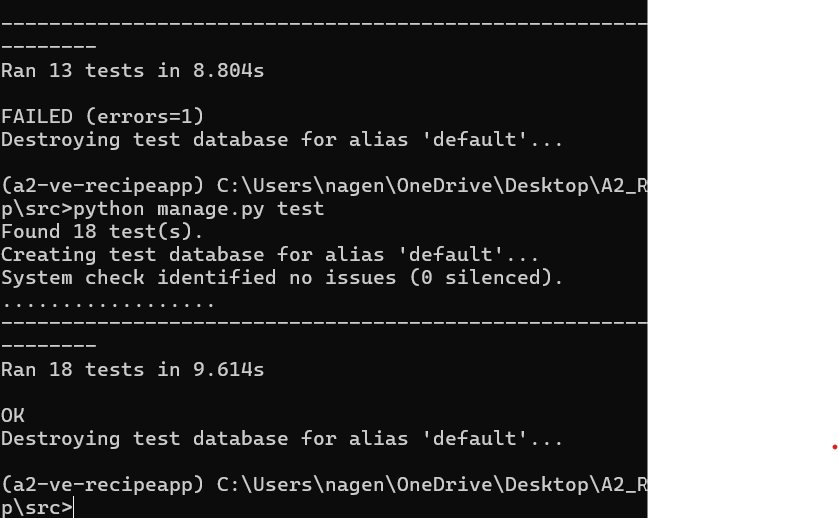 ------------------------------------------------------
--------
Ran 13 tests in 8.804s
FAILED (errors=1)
Destroying test database for alias 'default'...
(a2-ve-recipeapp) C:\Users\nagen\OneDrive\Desktop\A2_R
p\src>python manage.py test
Found 18 test(s).
Creating test database for alias 'default'...
System check identified no issues (0 silenced).
..................
------------------------------------------------------
--------
Ran 18 tests in 9.614s
OK
Destroying test database for alias 'default'...
(a2-ve-recipeapp) C:\Users\nagen\OneDrive\Desktop\A2_R
p\src>